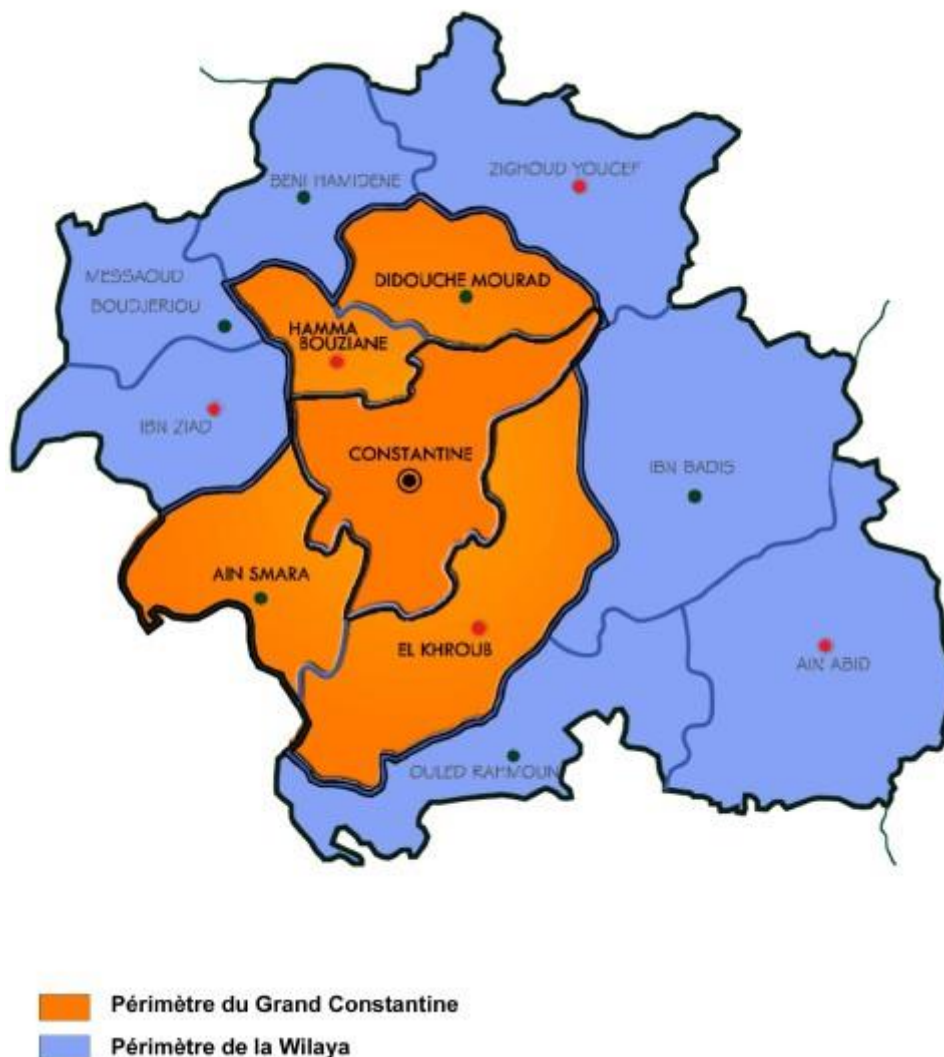 ZIGHOUD YOUCEF
BENI HAMIDENE
MESSAOUD
BOUDJERIOU
DIDOUCHE MOURAD
HAMMA
BOUZIANE
IBN ZIAD
CONSTANTINE
IBN BADIS
AIN SMARA
EL KHROUB
AIN ABID
OULED RAHMOUN
Périmètre du Grand Constantine
Périmètre de la Wilaya